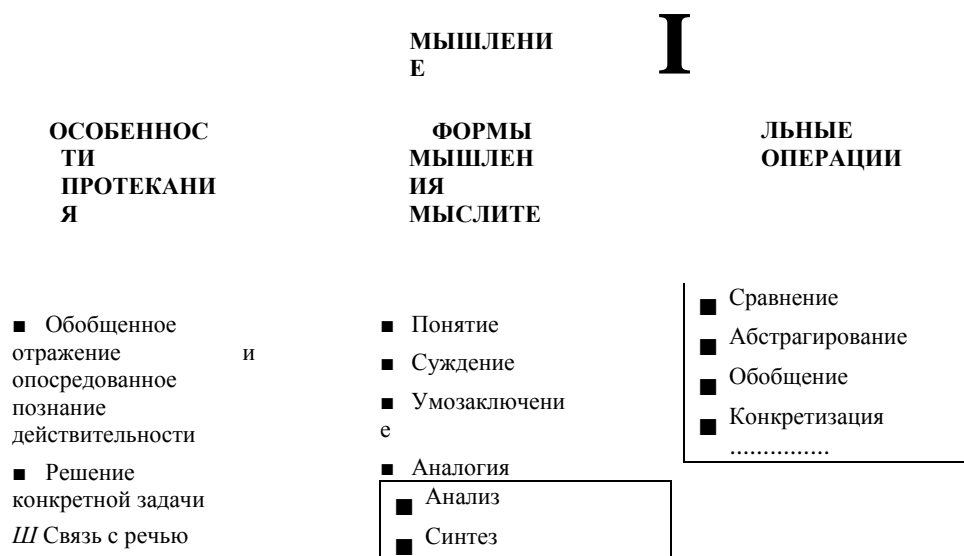 МЫШЛЕНИ
Е
I
ОСОБЕННОС
ТИ
ПРОТЕКАНИ
Я
ФОРМЫ
МЫШЛЕН
ИЯ
МЫСЛИТЕ
ЛЬНЫЕ
ОПЕРАЦИИ
■ Обобщенное
отражение и
опосредованное
познание
действительности
■ Решение
конкретной задачи
Ш Связь с речью
■ Понятие
■ Суждение
■ Умозаключени
е
■ Аналогия
■ Анализ
■ Синтез
■ Сравнение
■ Абстрагирование
■ Обобщение
■ Конкретизация
...............